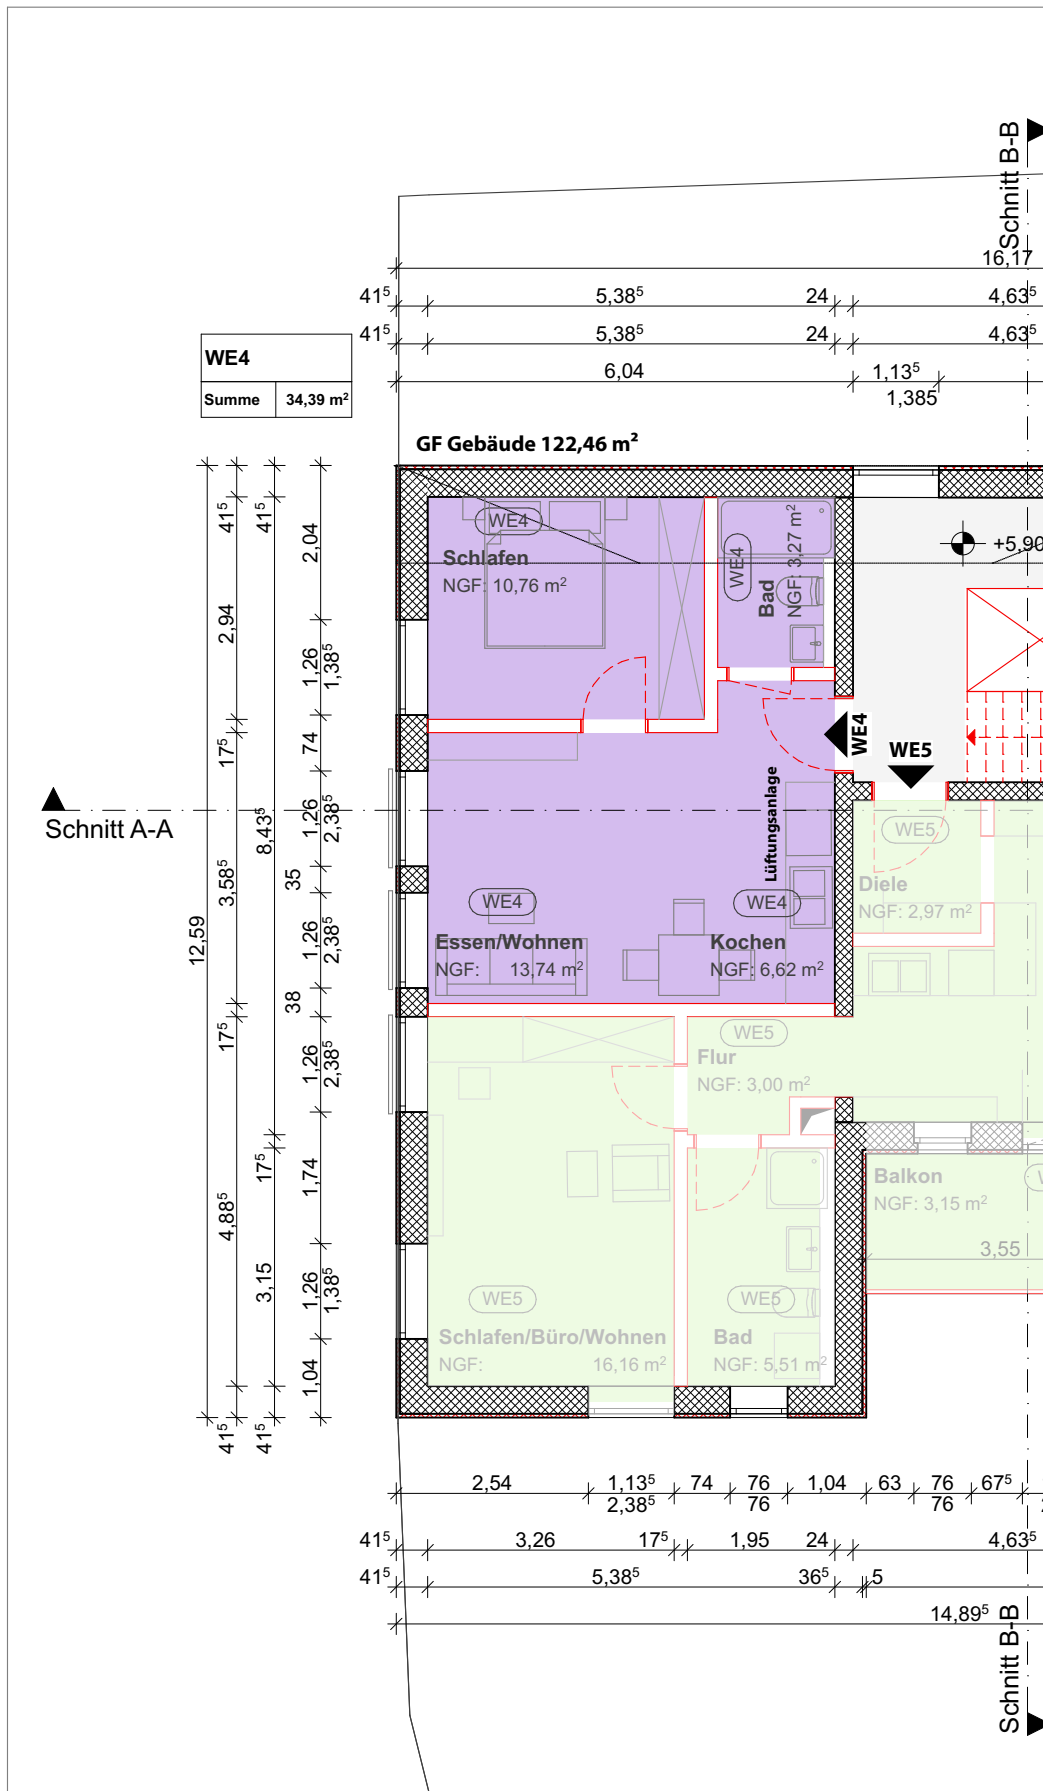 Schnitt B-B
16,17
41⁵ 5,38⁵ 24 4,63⁵
41⁵ 5,38⁵ 24 4,63⁵
6,04 1,13⁵
1,385
WE4
Summe 34,39 m²
GF Gebäude 122,46 m²
41⁵
41⁵
2,04
2,94
1,26
1,38⁵
17⁵
74
8,43⁵
1,26
2,38⁵
3,58⁵
35
12,59
1,26
2,38⁵
38
17⁵
1,26
2,38⁵
17⁵
1,74
4,88⁵
3,15
1,26
1,38⁵
1,04
41⁵
41⁵
Schnitt A-A
WE4
Schlafen
NGF: 10,76 m²
WE4
Bad
NGF: 3,27 m²
+5,90
WE4
WE5
Lüftungsanlage
WE4
Essen/Wohnen
NGF: 13,74 m²
WE4
Kochen
NGF: 6,62 m²
WE5
Diele
NGF: 2,97 m²
WE5
Flur
NGF: 3,00 m²
Balkon
NGF: 3,15 m²
3,55
WE5
Schlafen/Büro/Wohnen
NGF: 16,16 m²
WE5
Bad
NGF: 5,51 m²
2,54 1,13⁵ 74 76 1,04 63 76 67⁵
2,38⁵ 76 76
41⁵ 3,26 17⁵ 1,95 24 4,63⁵
41⁵ 5,38⁵ 36⁵ 5
14,89⁵
Schnitt B-B